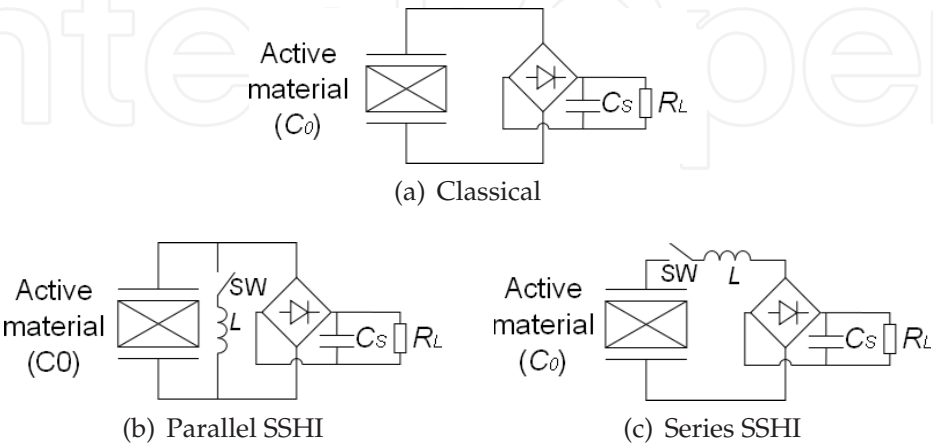 Active
material
(C0)
CS
RL
(a) Classical
Active
material
(C0)
SW
L
CS
RL
(b) Parallel SSHI
Active
material
(C0)
SW
L
CS
RL
(c) Series SSHI